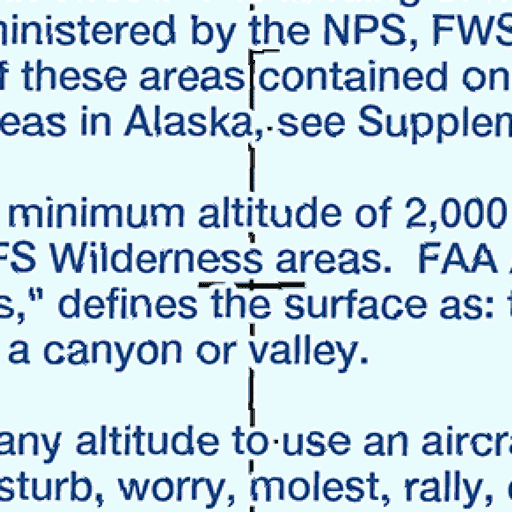 ministered by the NPS, FWS
f these areas contained on
eas in Alaska, see Supplem
minimum altitude of 2,000
FS Wilderness areas. FAA
s," defines the surface as:
a canyon or valley.
any altitude to use an aircra
sturb, worry, molest, rally,